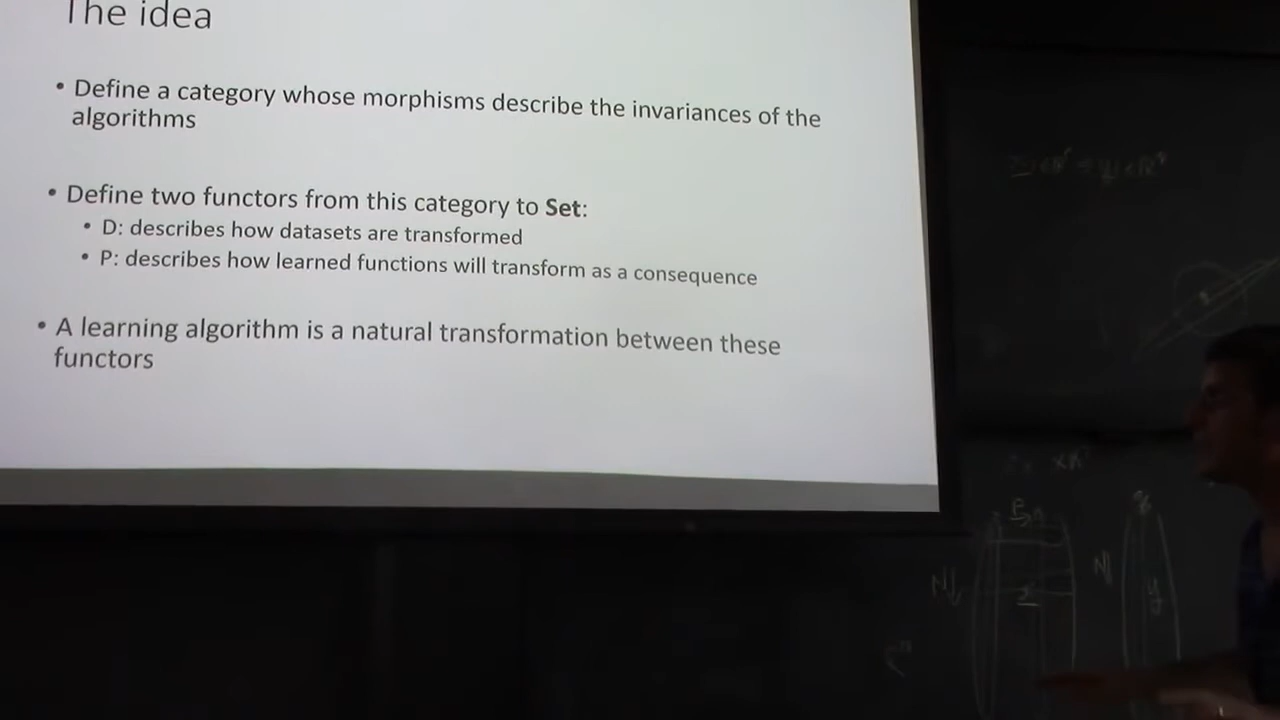 The idea
• Define a category whose morphisms describe the invariances of the
algorithms
• Define two functors from this category to Set:
• D: describes how datasets are transformed
• P: describes how learned functions will transform as a consequence
• A learning algorithm is a natural transformation between these
functors